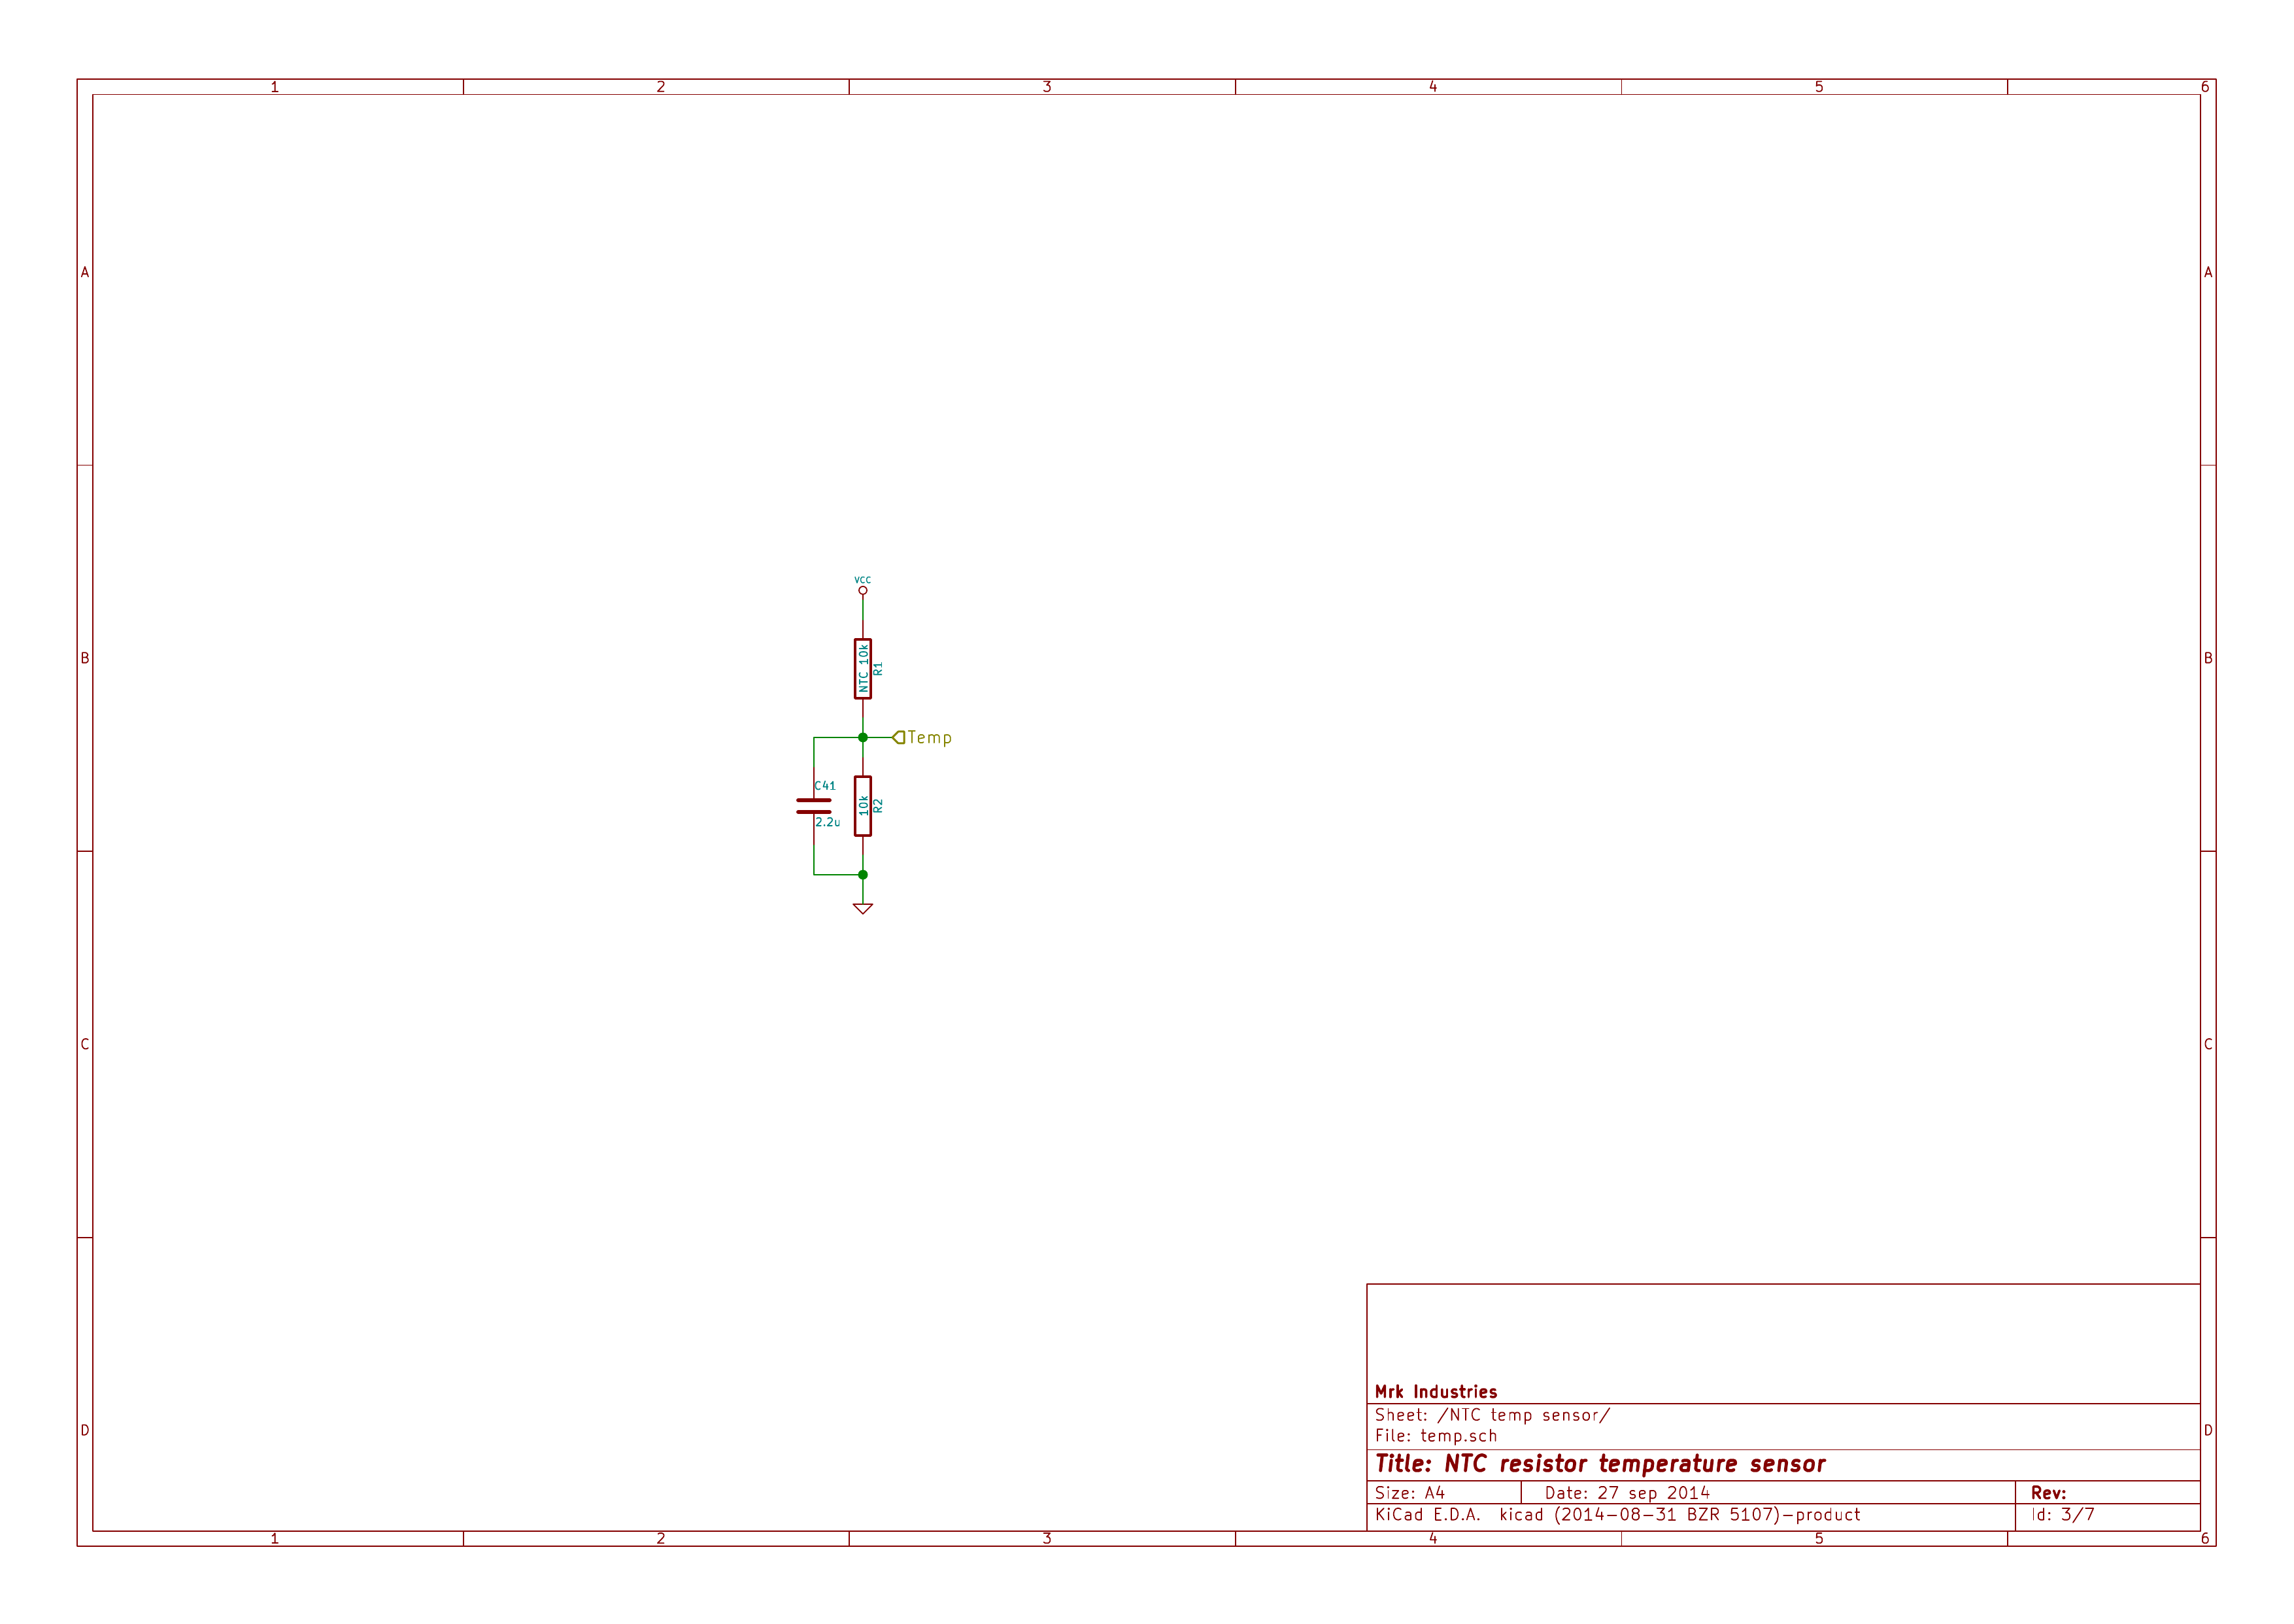 1 2 3 4 5 6
A A
VCC
NTC 10k
R1
B B
Temp
C41
10k
R2
2.2u
C C
Mrk Industries
Sheet: /NTC temp sensor/
File: temp.sch
D D
Title: NTC resistor temperature sensor
Size: A4 Date: 27 sep 2014 Rev:
KiCad E.D.A. kicad (2014-08-31 BZR 5107)-product Id: 3/7
1 2 3 4 5 6